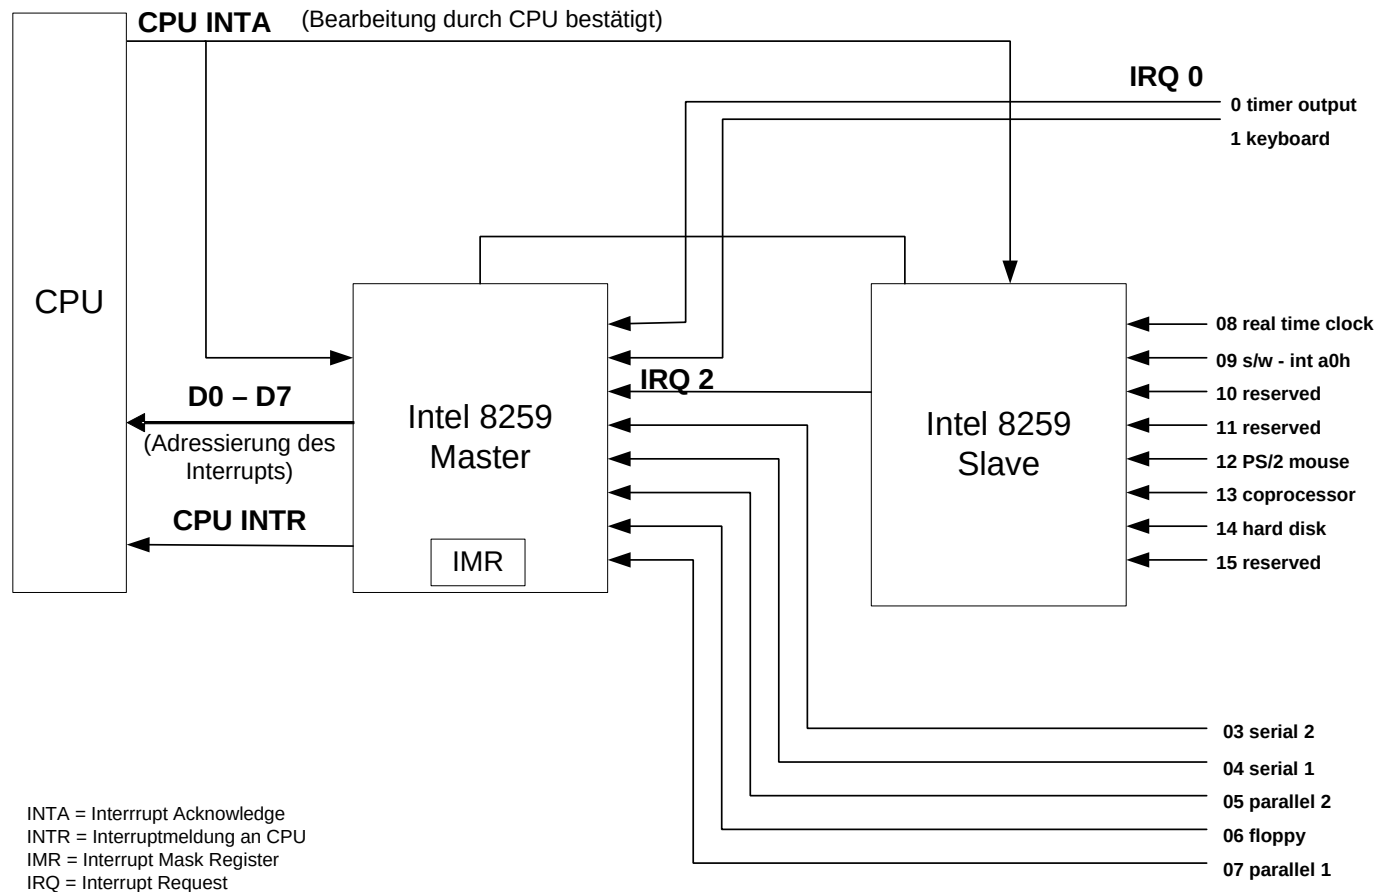 CPU INTA (Bearbeitung durch CPU bestätigt)
IRQ 0
0 timer output
1 keyboard
CPU
D0 – D7
(Adressierung des
Interrupts)
CPU INTR
Intel 8259
Master
IMR
IRQ 2
Intel 8259
Slave
08 real time clock
09 s/w - int a0h
10 reserved
11 reserved
12 PS/2 mouse
13 coprocessor
14 hard disk
15 reserved
03 serial 2
04 serial 1
05 parallel 2
06 floppy
07 parallel 1
INTA = Interrrupt Acknowledge
INTR = Interruptmeldung an CPU
IMR = Interrupt Mask Register
IRQ = Interrupt Request